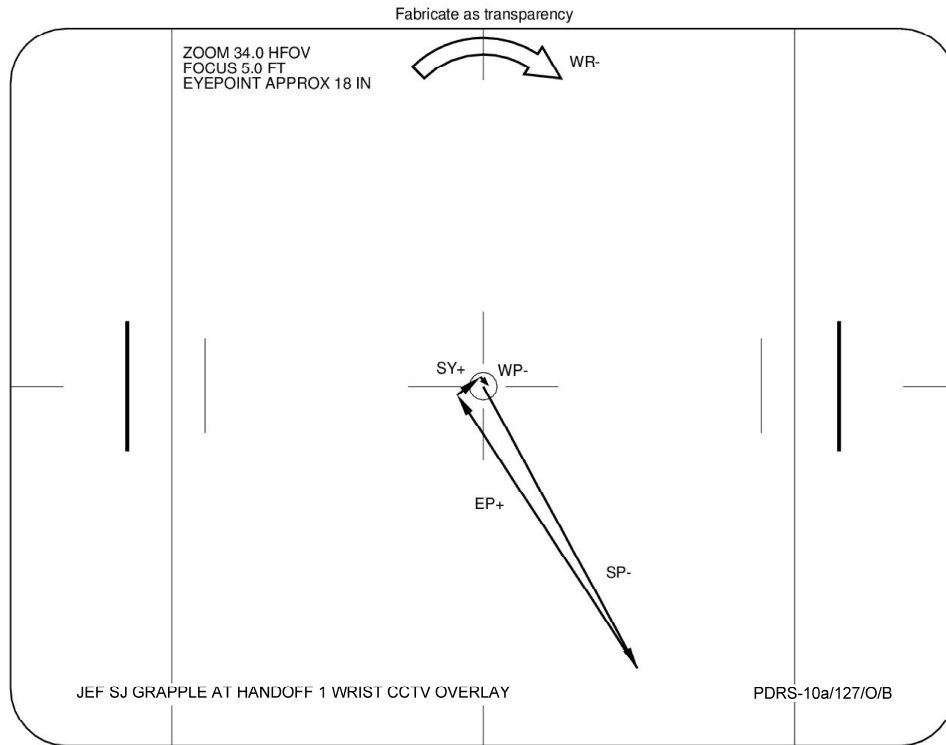 Fabricate as transparency
ZOOM 34.0 HFOV
FOCUS 5.0 FT
EYEPOINT APPROX 18 IN
WR-
SY+
WP-
EP+
SP-
JEF SJ GRAPPLE AT HANDOFF 1 WRIST CCTV OVERLAY
PDRS-10a/127/O/B